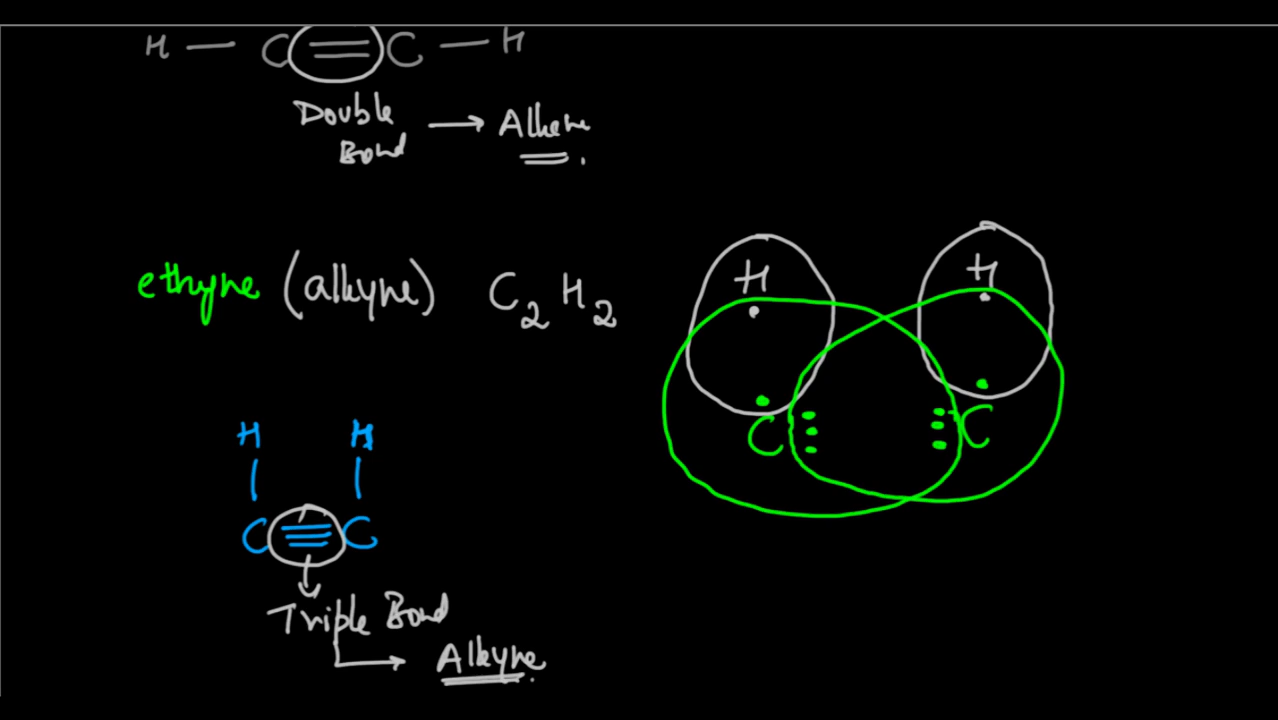 H — C = C — H
Double
Bond → Alkene
ethyne (alkyne) C2H2
H H
H H
C ≡ C
C C
Triple Bond
Alkyne